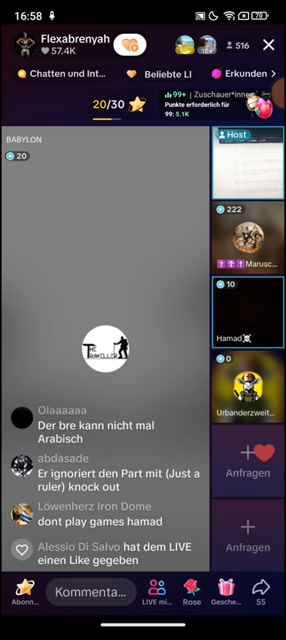 16:58
70
Flexabrenyah
57.4K
516
Chatten und Int...
Beliebte LI
Erkunden
20/30
99+ | Zuschauer*innen
Punkte erforderlich für
99: 5.1K
BABYLON
20
Host
222
Marusc...
10
Hamad
0
Urbanderzweit...
THE
TRAVELLER
Olaaaaaa
Der bre kann nicht mal
Arabisch
abdasade
Er ignoriert den Part mit (Just a
ruler) knock out
Löwenherz Iron Dome
dont play games hamad
Alessio Di Salvo hat dem LIVE
einen Like gegeben
Anfragen
Anfragen
Abonn...
Kommenta...
LIVE mi...
Rose
Gesche...
55